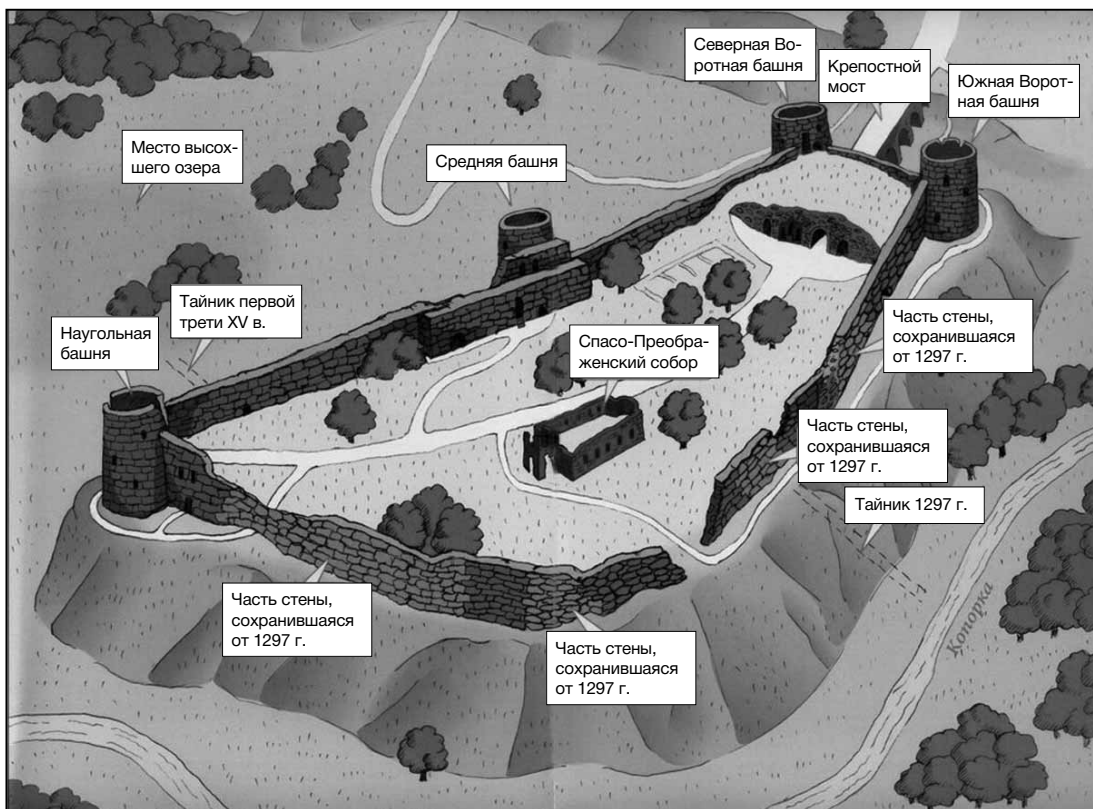 Северная Во-
ротная башня
Крепостной
мост
Южная Ворот-
ная башня
Место высох-
шего озера
Средняя башня
Тайник первой
трети XV в.
Наугольная
башня
Спасо-Преобра-
женский собор
Часть стены,
сохранившаяся
от 1297 г.
Часть стены,
сохранившаяся
от 1297 г.
Тайник 1297 г.
Копорка
Часть стены,
сохранившаяся
от 1297 г.
Часть стены,
сохранившаяся
от 1297 г.